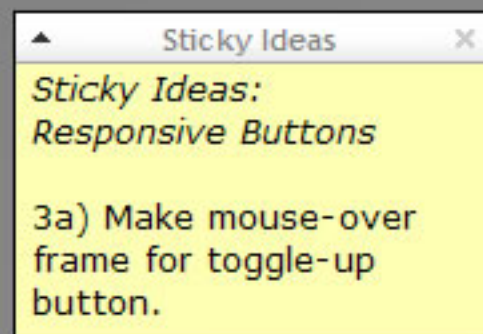 Sticky Ideas
Sticky Ideas:
Responsive Buttons
3a) Make mouse-over
frame for toggle-up
button.